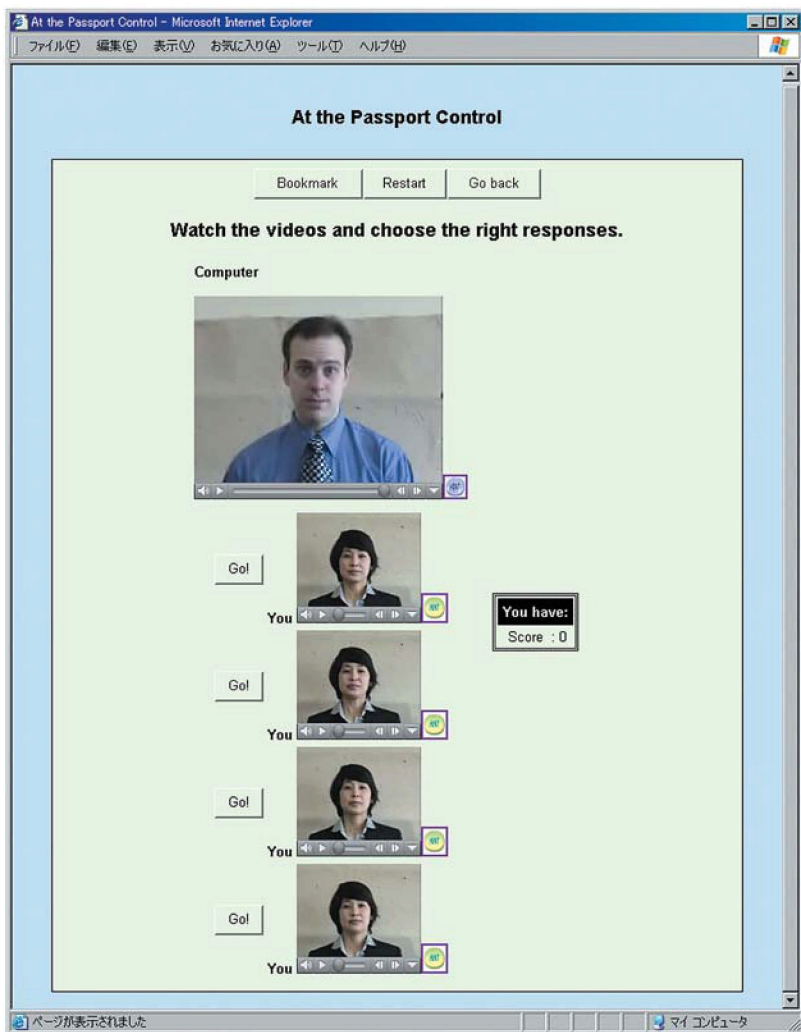 At the Passport Control - Microsoft Internet Explorer
ファイル(F) 編集(E) 表示(V) お気に入り(A) ツール(T) ヘルプ(H)
At the Passport Control
Bookmark Restart Go back
Watch the videos and choose the right responses.
Computer
Go!
You
You have:
Score : 0
Go!
You
Go!
You
Go!
You
ページが表示されました マイ コンピュータ